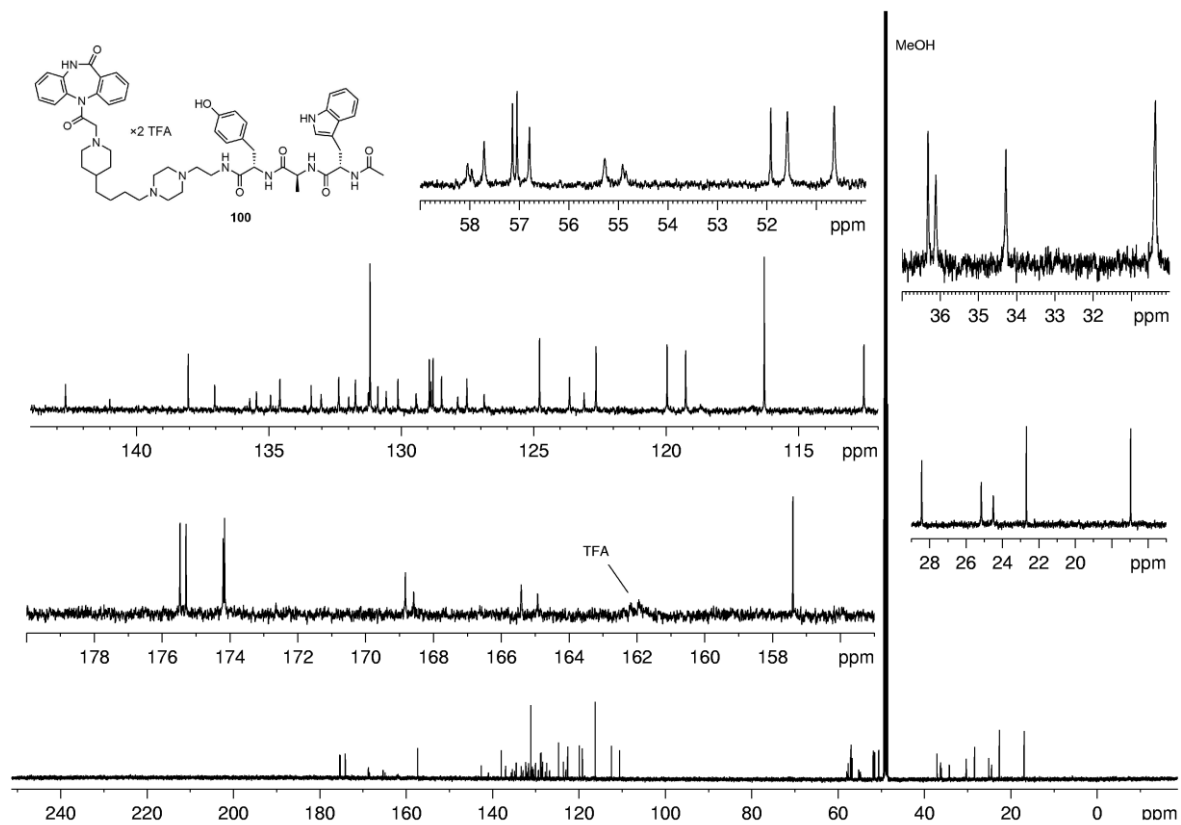 MeOH
HN
O
N
O
×2 TFA
HO
HN
N
N
N
H
N
O
N
H
O
H
N
O
N
H
O
100
58 57 56 55 54 53 52 ppm
36 35 34 33 32 ppm
140 135 130 125 120 115 ppm
28 26 24 22 20 ppm
TFA
178 176 174 172 170 168 166 164 162 160 158 ppm
240 220 200 180 160 140 120 100 80 60 40 20 0 ppm